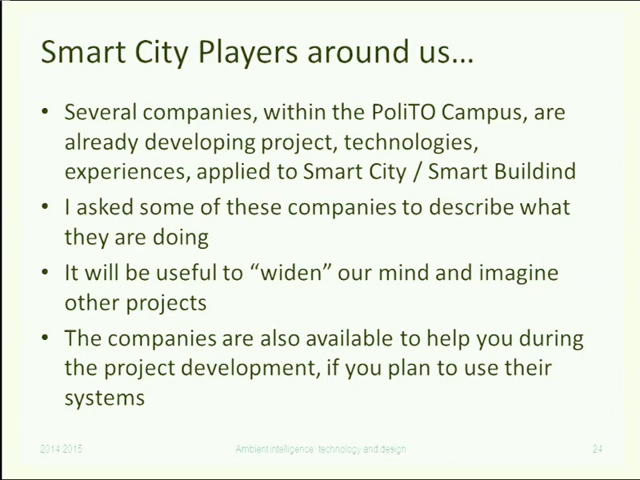 Smart City Players around us…
• Several companies, within the PoliTO Campus, are
already developing project, technologies,
experiences, applied to Smart City / Smart Buildind
• I asked some of these companies to describe what
they are doing
• It will be useful to “widen” our mind and imagine
other projects
• The companies are also available to help you during
the project development, if you plan to use their
systems
2014.2015 Ambient intelligence: technology and design 24